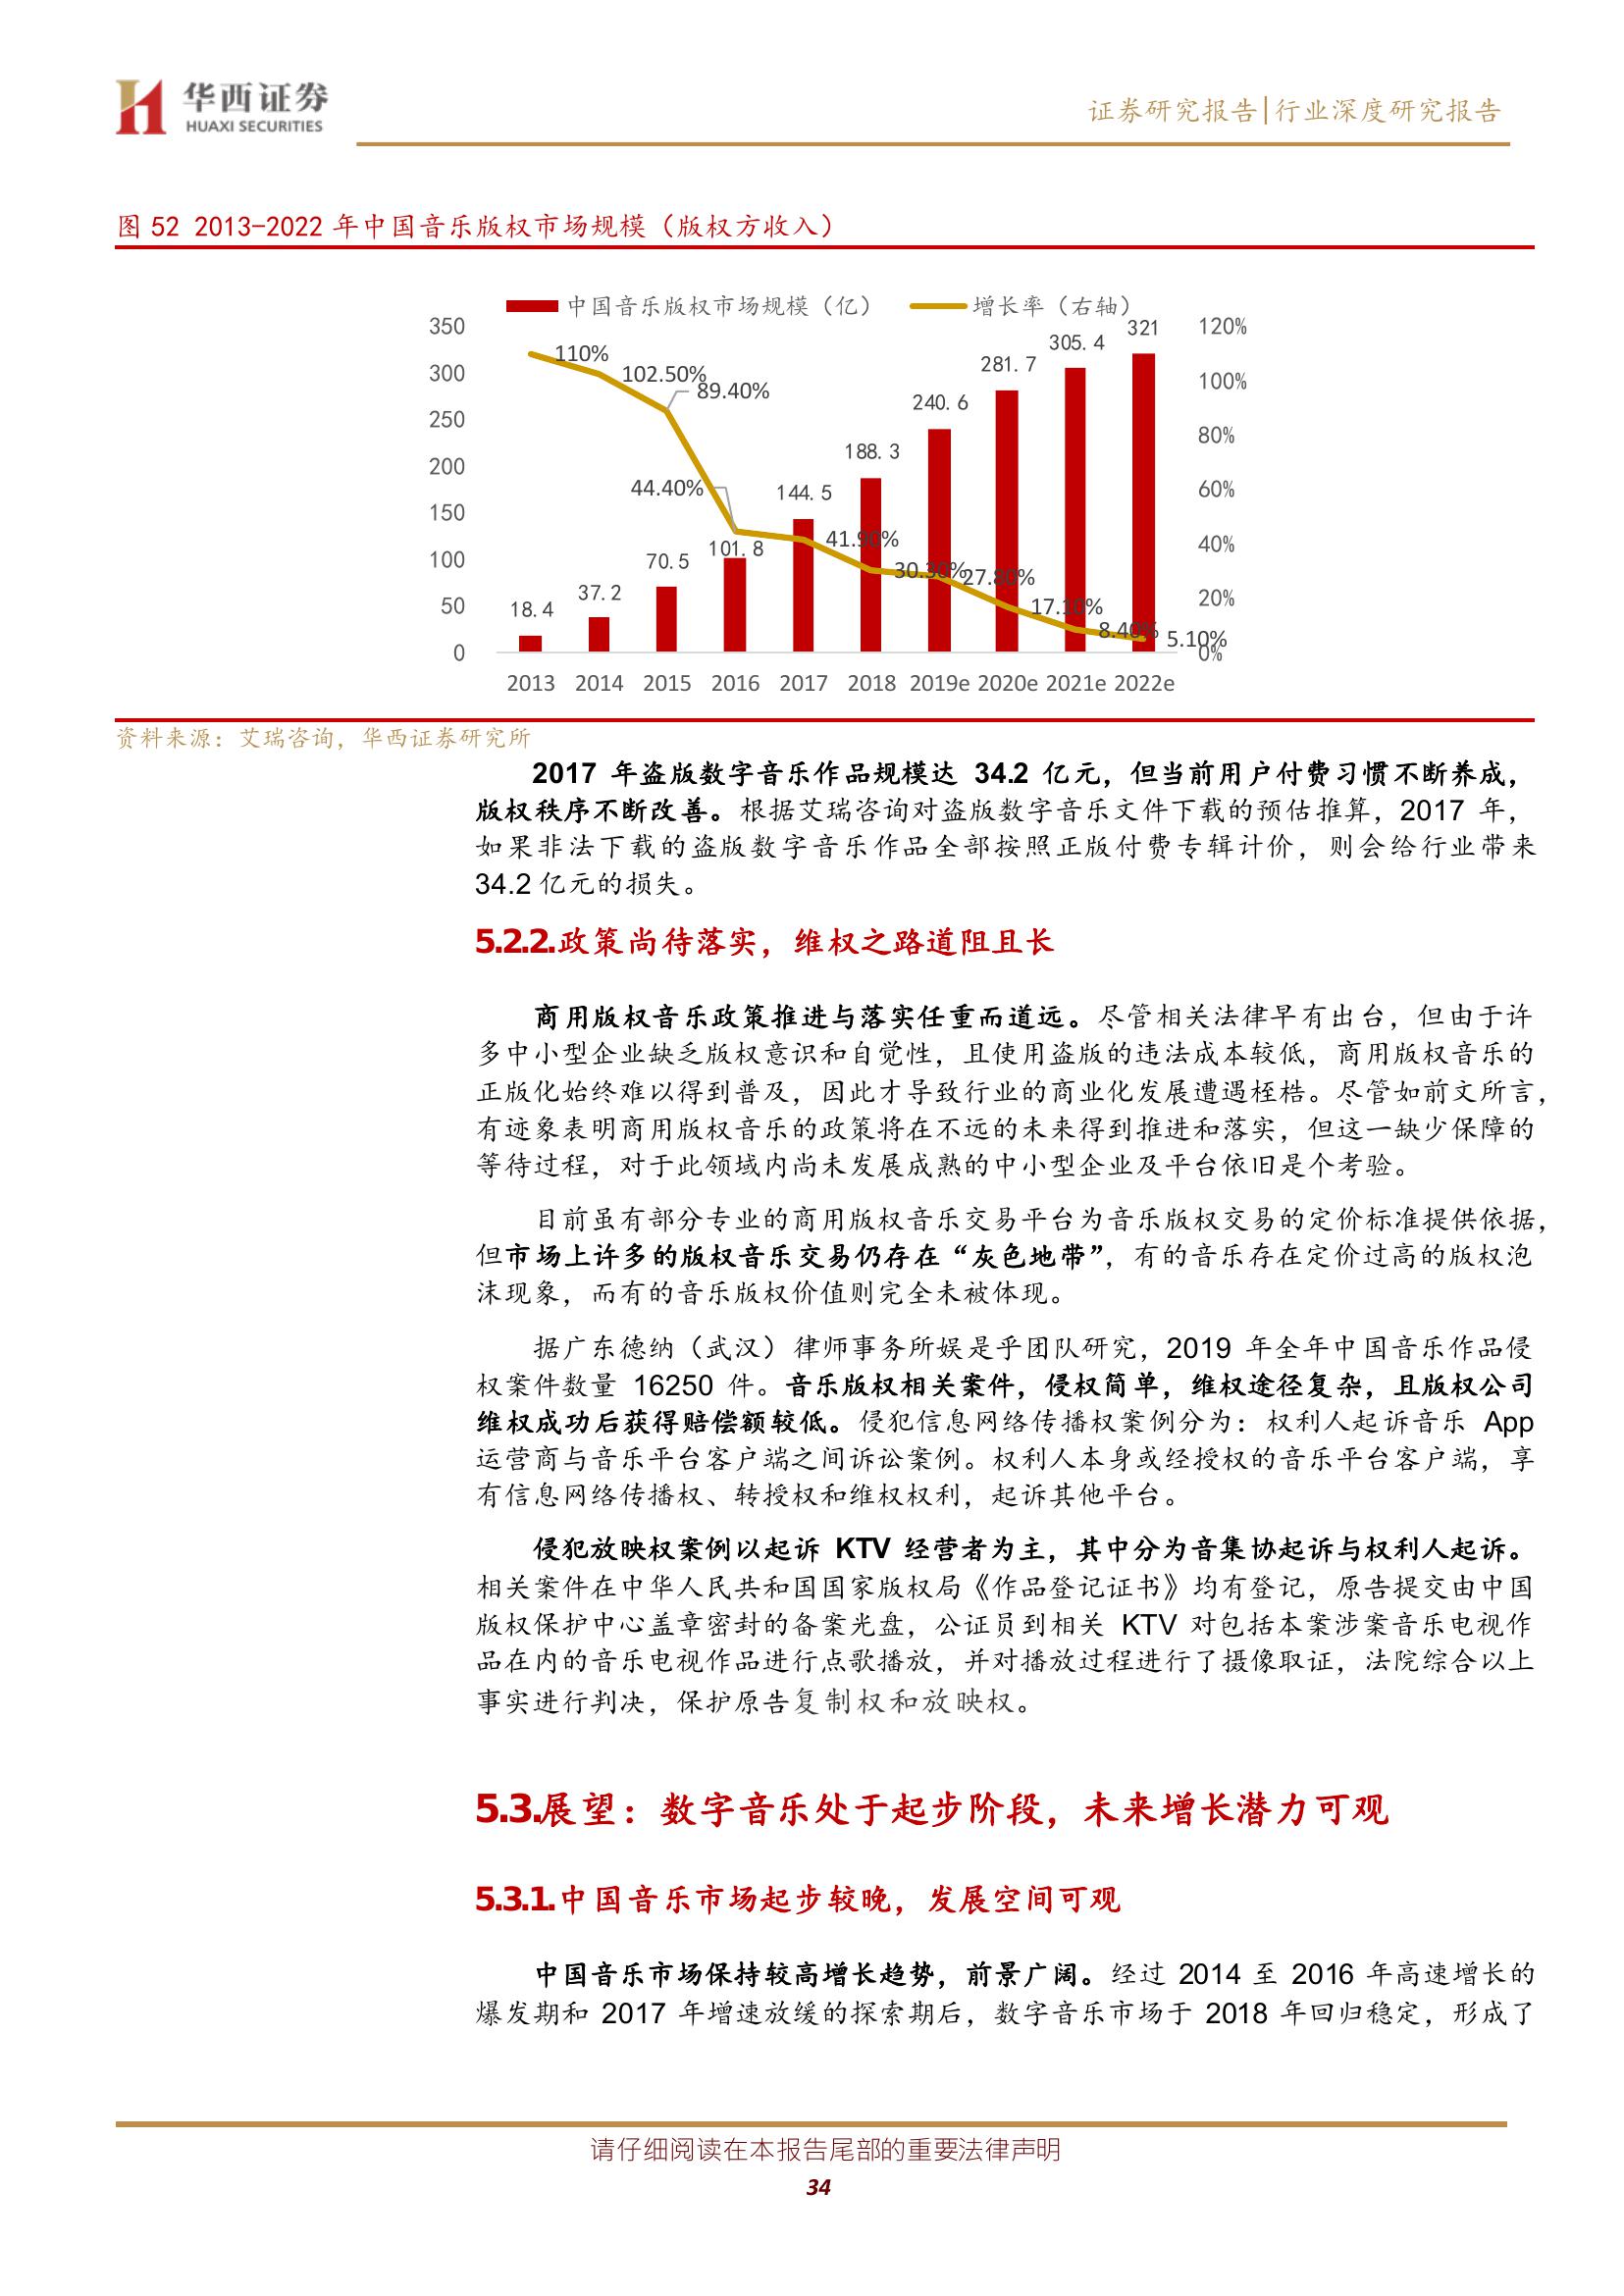 华西证券
HUAXI SECURITIES
证券研究报告|行业深度研究报告
图 52 2013-2022 年中国音乐版权市场规模（版权方收入）
中国音乐版权市场规模（亿） 增长率（右轴）
350
300
250
200
150
100
50
0
120%
100%
80%
60%
40%
20%
0%
18.4
37.2
70.5
101.8
144.5
188.3
240.6
281.7
305.4
321
110%
102.50%
89.40%
44.40%
41.90%
30.30%
27.80%
17.10%
8.40%
5.10%
2013 2014 2015 2016 2017 2018 2019e 2020e 2021e 2022e
资料来源：艾瑞咨询，华西证券研究所
2017 年盗版数字音乐作品规模达 34.2 亿元，但当前用户付费习惯不断养成，
版权秩序不断改善。根据艾瑞咨询对盗版数字音乐文件下载的预估推算，2017 年，
如果非法下载的盗版数字音乐作品全部按照正版付费专辑计价，则会给行业带来
34.2 亿元的损失。
5.2.2.政策尚待落实，维权之路道阻且长
商用版权音乐政策推进与落实任重而道远。尽管相关法律早有出台，但由于许
多中小型企业缺乏版权意识和自觉性，且使用盗版的违法成本较低，商用版权音乐的
正版化始终难以得到普及，因此才导致行业的商业化发展遭遇桎梏。尽管如前文所言，
有迹象表明商用版权音乐的政策将在不远的未来得到推进和落实，但这一缺少保障的
等待过程，对于此领域内尚未发展成熟的中小型企业及平台依旧是个考验。
目前虽有部分专业的商用版权音乐交易平台为音乐版权交易的定价标准提供依据，
但市场上许多的版权音乐交易仍存在“灰色地带”，有的音乐存在定价过高的版权泡
沫现象，而有的音乐版权价值则完全未被体现。
据广东德纳（武汉）律师事务所娱是乎团队研究，2019 年全年中国音乐作品侵
权案件数量 16250 件。音乐版权相关案件，侵权简单，维权途径复杂，且版权公司
维权成功后获得赔偿额较低。侵犯信息网络传播权案例分为：权利人起诉音乐 App
运营商与音乐平台客户端之间诉讼案例。权利人本身或经授权的音乐平台客户端，享
有信息网络传播权、转授权和维权权利，起诉其他平台。
侵犯放映权案例以起诉 KTV 经营者为主，其中分为音集协起诉与权利人起诉。
相关案件在中华人民共和国国家版权局《作品登记证书》均有登记，原告提交由中国
版权保护中心盖章密封的备案光盘，公证员到相关 KTV 对包括本案涉案音乐电视作
品在内的音乐电视作品进行点歌播放，并对播放过程进行了摄像取证，法院综合以上
事实进行判决，保护原告复制权和放映权。
5.3.展望：数字音乐处于起步阶段，未来增长潜力可观
5.3.1.中国音乐市场起步较晚，发展空间可观
中国音乐市场保持较高增长趋势，前景广阔。经过 2014 至 2016 年高速增长的
爆发期和 2017 年增速放缓的探索期后，数字音乐市场于 2018 年回归稳定，形成了
请仔细阅读在本报告尾部的重要法律声明
34